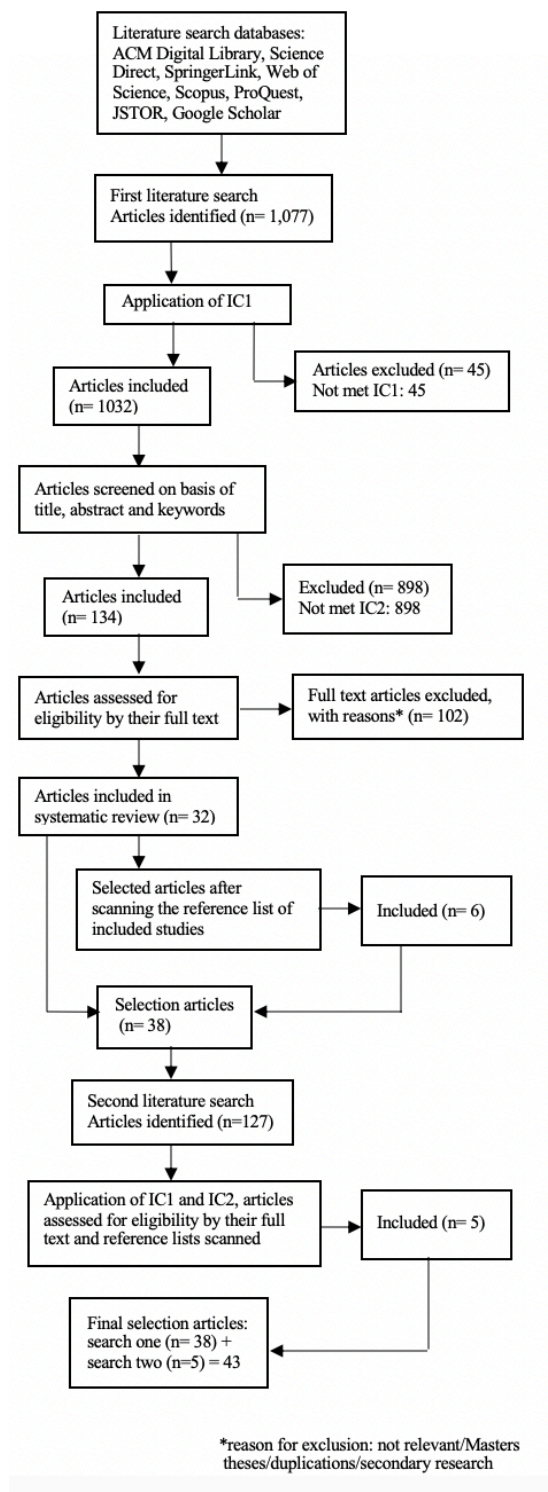 Literature search databases:
ACM Digital Library, Science
Direct, SpringerLink, Web of
Science, Scopus, ProQuest,
JSTOR, Google Scholar
First literature search
Articles identified (n= 1,077)
Application of IC1
Articles excluded (n= 45)
Not met IC1: 45
Articles included
(n= 1032)
Articles screened on basis of
title, abstract and keywords
Excluded (n= 898)
Not met IC2: 898
Articles included
(n= 134)
Articles assessed for
eligibility by their full text
Full text articles excluded,
with reasons* (n= 102)
Articles included in
systematic review (n= 32)
Selected articles after
scanning the reference list of
included studies
Included (n= 6)
Selection articles
(n= 38)
Second literature search
Articles identified (n=127)
Application of IC1 and IC2, articles
assessed for eligibility by their full
text and reference lists scanned
Included (n= 5)
Final selection articles:
search one (n= 38) +
search two (n=5) = 43
*reason for exclusion: not relevant/Masters
theses/duplications/secondary research